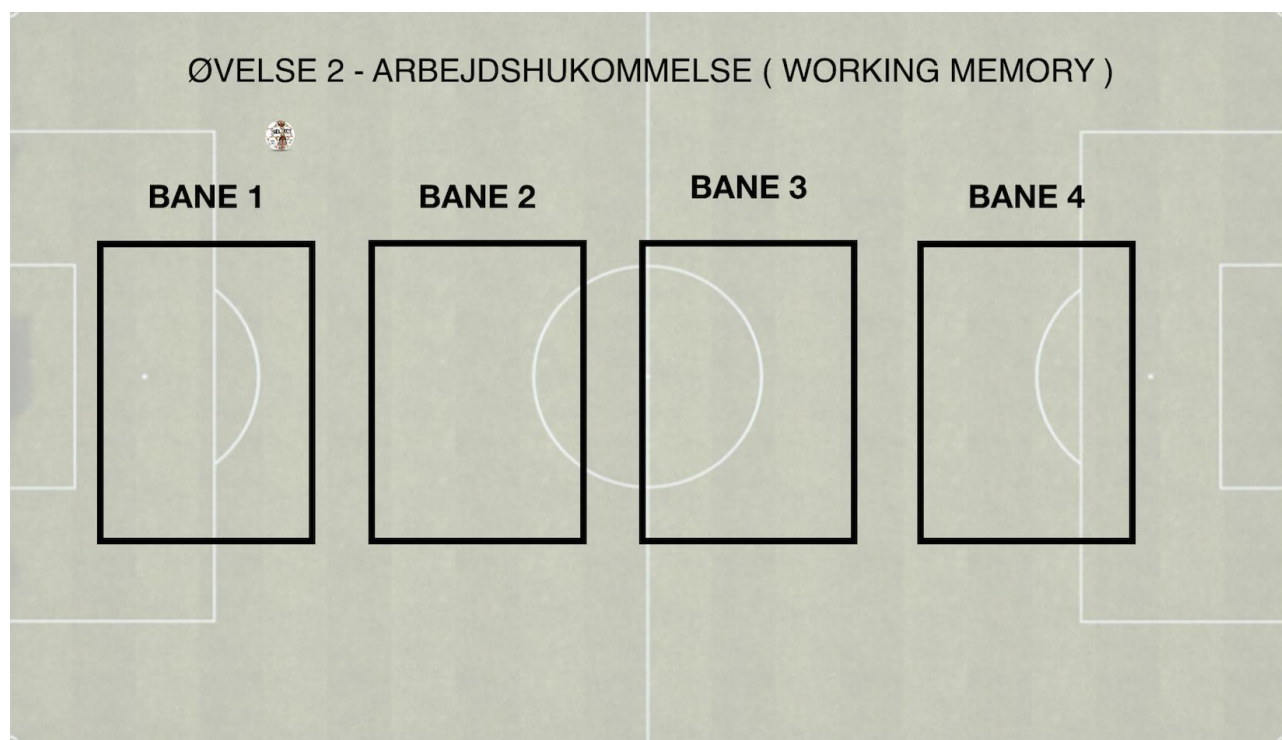 ØVELSE 2 - ARBEJDSHUKOMMELSE ( WORKING MEMORY )
BANE 1
BANE 2
BANE 3
BANE 4